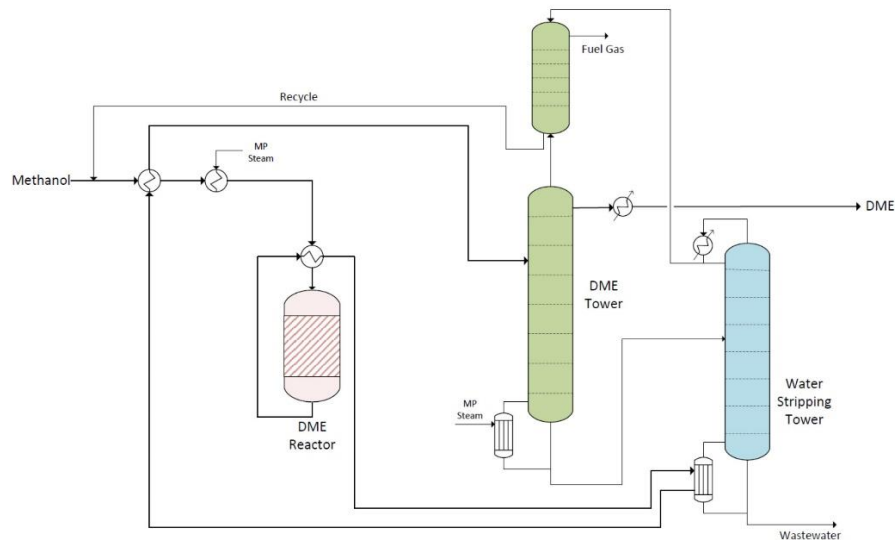 Fuel Gas
Recycle
MP
Steam
Methanol
DME
DME
Tower
MP
Steam
DME
Reactor
Water
Stripping
Tower
Wastewater